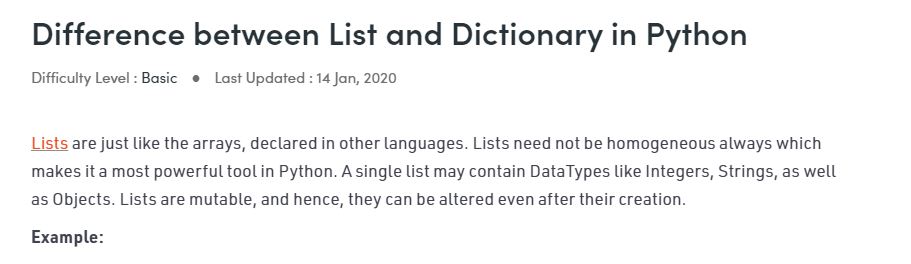 Difference between List and Dictionary in Python
Difficulty Level : Basic ● Last Updated : 14 Jan, 2020
Lists are just like the arrays, declared in other languages. Lists need not be homogeneous always which
makes it a most powerful tool in Python. A single list may contain DataTypes like Integers, Strings, as well
as Objects. Lists are mutable, and hence, they can be altered even after their creation.
Example: